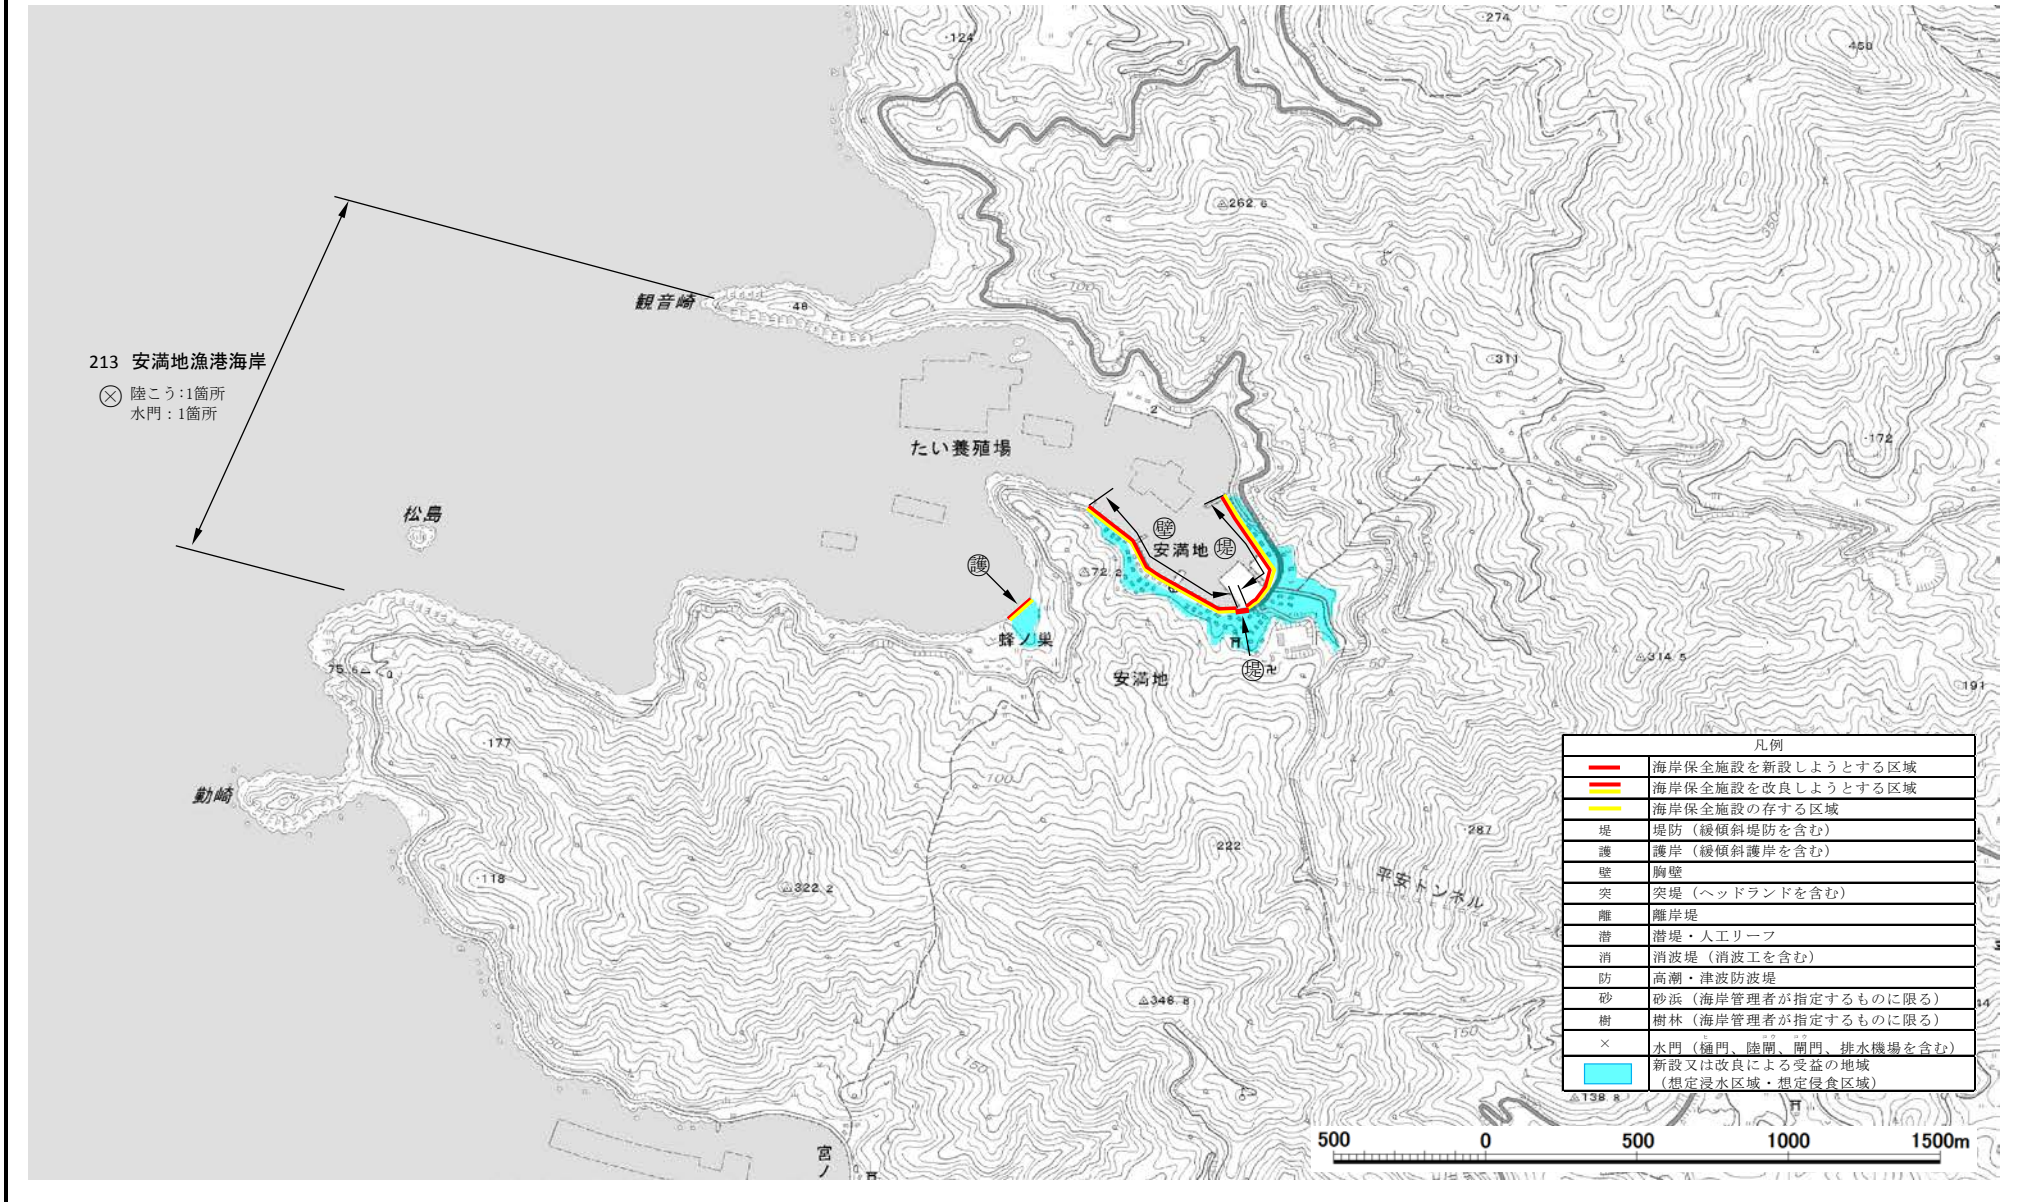 ・274
・124
458
△262.6
350
観音崎
・48
100
213 安満地漁港海岸
⊗ 陸こう:1箇所
水門：1箇所
・311
・2
・172
たい養殖場
松島
壁
安満地
堤
護
△72.2
蜂ノ巣
安満地
堤
卍
60
△314.5
191
75.6△
50
・177
100
勤崎
・118
△322.2
222
・287
平安トンネル
△348.8
150
150
50
44
△138.8
宮ノ
凡例
海岸保全施設を新設しようとする区域
海岸保全施設を改良しようとする区域
海岸保全施設の存する区域
堤 堤防（緩傾斜堤防を含む）
護 護岸（緩傾斜護岸を含む）
壁 胸壁
突 突堤（ヘッドランドを含む）
離 離岸堤
潜 潜堤・人工リーフ
消 消波堤（消波工を含む）
防 高潮・津波防波堤
砂 砂浜（海岸管理者が指定するものに限る）
樹 樹林（海岸管理者が指定するものに限る）
× 水門（樋門、陸閘、閘門、排水機場を含む）
新設又は改良による受益の地域
（想定浸水区域・想定侵食区域）
500 0 500 1000 1500m